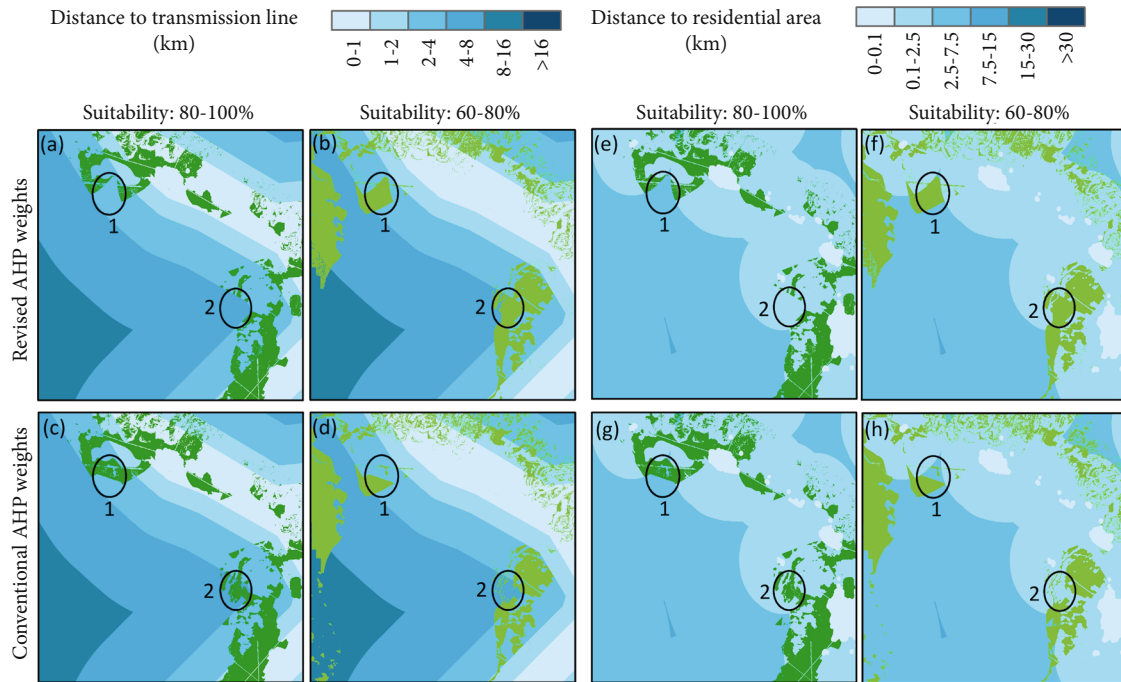 Distance to transmission line
(km)
0-1
1-2
2-4
4-8
8-16
>16
Distance to residential area
(km)
0-0.1
0.1-2.5
2.5-7.5
7.5-15
15-30
>30
Suitability: 80-100%
Suitability: 60-80%
Suitability: 80-100%
Suitability: 60-80%
Revised AHP weights
(a)
1
2
(b)
1
2
(e)
1
2
(f)
1
2
Conventional AHP weights
(c)
1
2
(d)
1
2
(g)
1
2
(h)
1
2